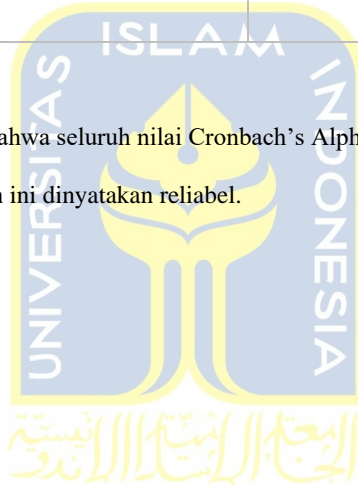 ISLAM
UNIVERSITAS
INDONESIA
ahwa seluruh nilai Cronbach's Alph
n ini dinyatakan reliabel.